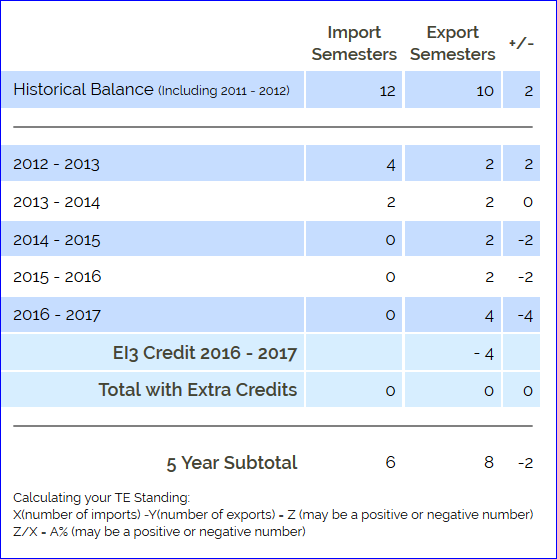 Import Semesters Export Semesters +/-
Historical Balance (Including 2011 - 2012) 12 10 2
2012 - 2013 4 2 2
2013 - 2014 2 2 0
2014 - 2015 0 2 -2
2015 - 2016 0 2 -2
2016 - 2017 0 4 -4
EI3 Credit 2016 - 2017 - 4
Total with Extra Credits 0 0 0
5 Year Subtotal 6 8 -2
Calculating your TE Standing:
X(number of imports) -Y(number of exports) = Z (may be a positive or negative number)
Z/X = A% (may be a positive or negative number)